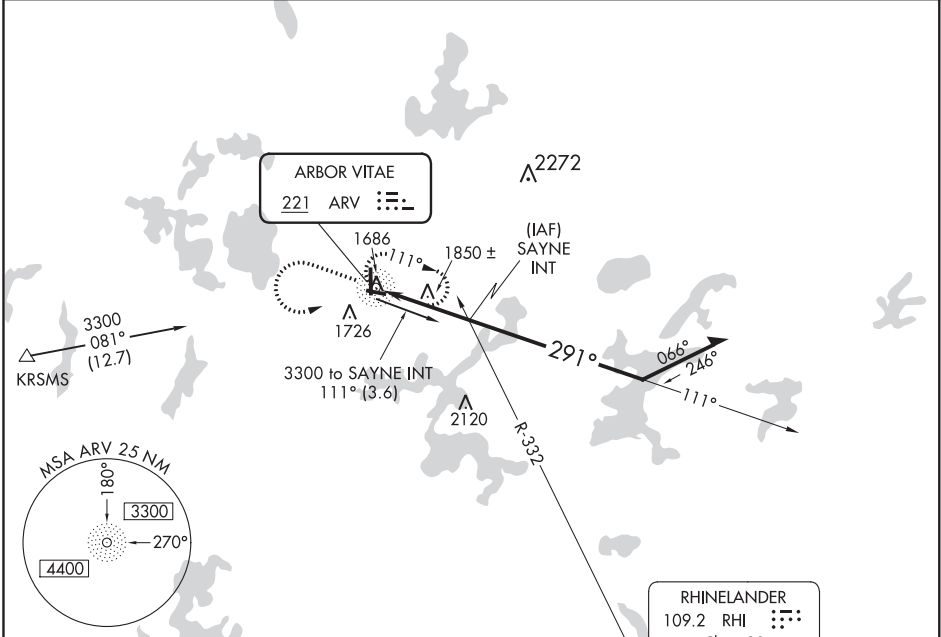 2272
ARBOR VITAE
221 ARV
(IAF)
SAYNE
INT
1686
111°
1850 ±
1726
3300
081°
(12.7)
KRSMS
3300 to SAYNE INT
111° (3.6)
291°
066°
246°
111°
2120
R-332
MSA ARV 25 NM
180°
3300
270°
4400
RHINELANDER
109.2 RHI